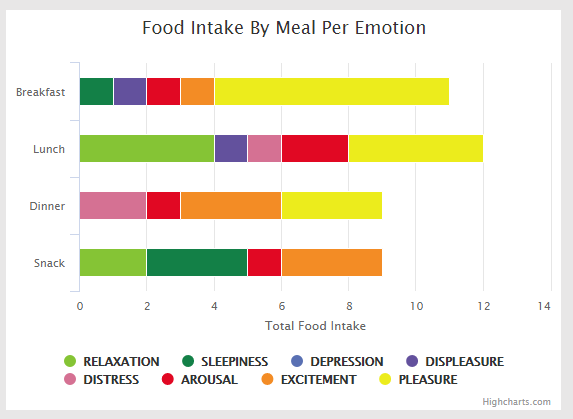 Food Intake By Meal Per Emotion
Breakfast
Lunch
Dinner
Snack
0 2 4 6 8 10 12 14
Total Food Intake
RELAXATION SLEEPINESS DEPRESSION DISPLEASURE
DISTRESS AROUSAL EXCITEMENT PLEASURE
Highcharts.com